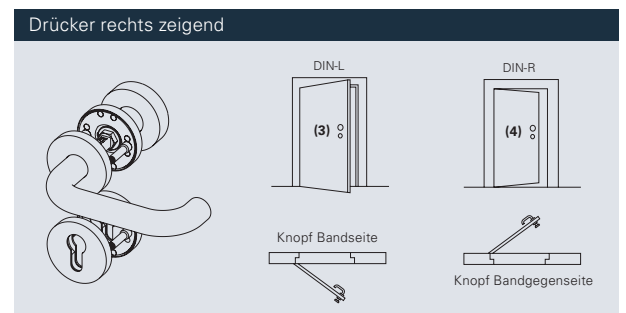 Drücker rechts zeigend
DIN-L
DIN-R
(3)
(4)
Knopf Bandseite
Knopf Bandgegenseite